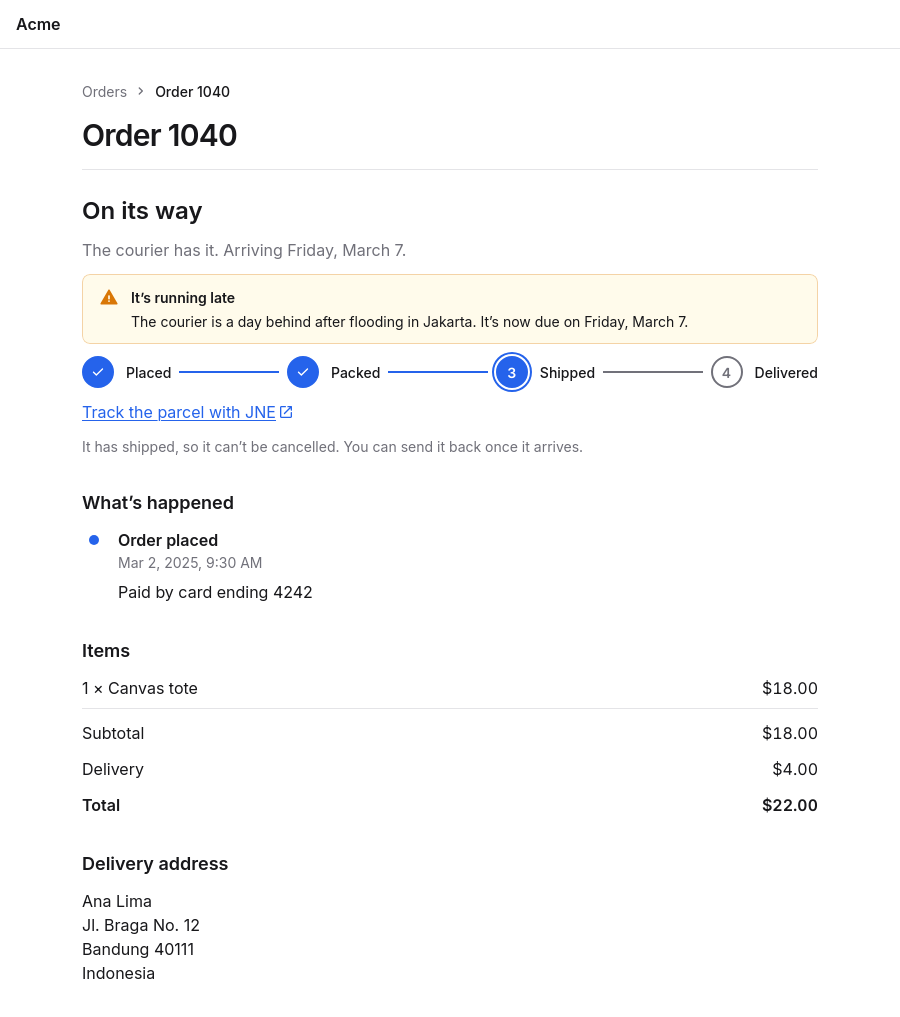 Acme
Orders > Order 1040
Order 1040
On its way
The courier has it. Arriving Friday, March 7.
It’s running late
The courier is a day behind after flooding in Jakarta. It’s now due on Friday, March 7.
Placed Packed 3 Shipped 4 Delivered
Track the parcel with JNE
It has shipped, so it can’t be cancelled. You can send it back once it arrives.
What’s happened
Order placed
Mar 2, 2025, 9:30 AM
Paid by card ending 4242
Items
1 × Canvas tote $18.00
Subtotal $18.00
Delivery $4.00
Total $22.00
Delivery address
Ana Lima
Jl. Braga No. 12
Bandung 40111
Indonesia